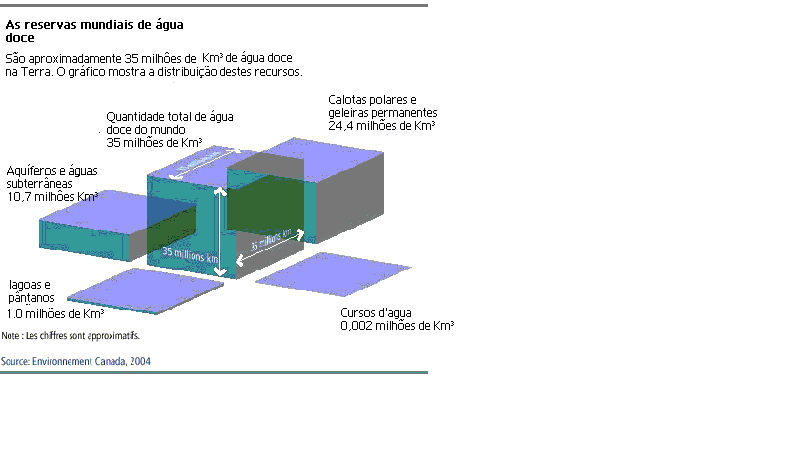 As reservas mundiais de água
doce
São aproximadamente 35 milhões de Km³ de água doce
na Terra. O gráfico mostra a distribuição destes recursos.
Calotas polares e
geleiras permanentes
24,4 milhões de Km³
Quantidade total de água
doce do mundo
35 milhões de Km³
Aquíferos e águas
subterrâneas
10,7 milhões Km³
35 millions km
35 millions km
lagoas e
pântanos
1.0 milhões de Km³
Cursos d'agua
0,002 milhões de Km³
Note : Les chiffres sont approximatifs.
Source: Environnement Canada, 2004